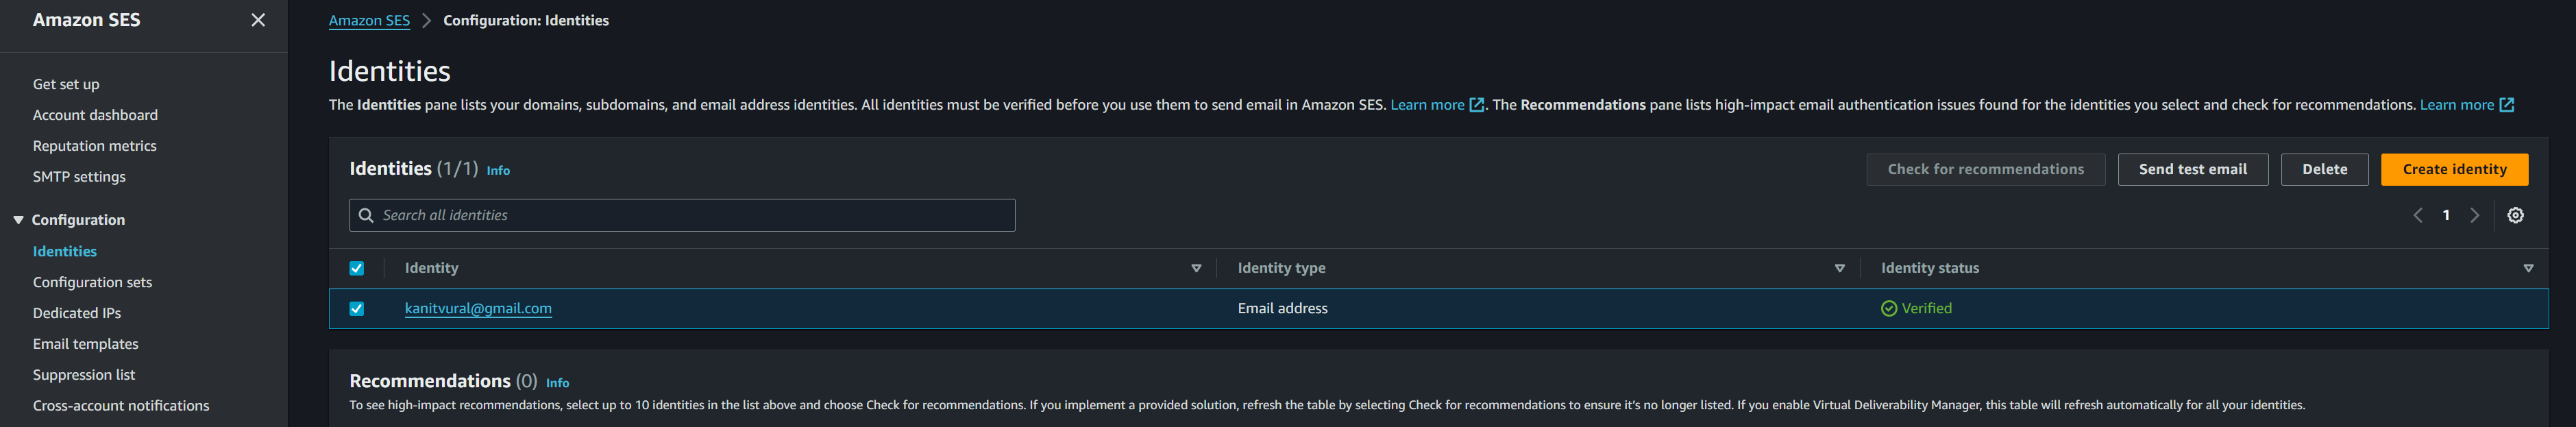 Amazon SES
Get set up
Account dashboard
Reputation metrics
SMTP settings
Configuration
Identities
Configuration sets
Dedicated IPs
Email templates
Suppression list
Cross-account notifications
Amazon SES > Configuration: Identities
Identities
The Identities pane lists your domains, subdomains, and email address identities. All identities must be verified before you use them to send email in Amazon SES. Learn more. The Recommendations pane lists high-impact email authentication issues found for the identities you select and check for recommendations. Learn more
Identities (1/1) Info
Check for recommendations Send test email Delete Create identity
Search all identities
1
Identity Identity type Identity status
kanitvural@gmail.com Email address Verified
Recommendations (0) Info
To see high-impact recommendations, select up to 10 identities in the list above and choose Check for recommendations. If you implement a provided solution, refresh the table by selecting Check for recommendations to ensure it's no longer listed. If you enable Virtual Deliverability Manager, this table will refresh automatically for all your identities.